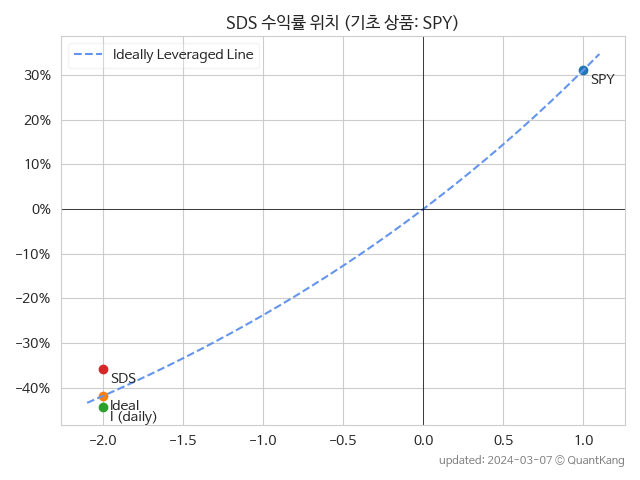 SDS 수익률 위치 (기초 상품: SPY)
Ideally Leveraged Line
30%
20%
10%
0%
−10%
−20%
−30%
−40%
SPY
SDS
Ideal
l (daily)
−2.0 −1.5 −1.0 −0.5 0.0 0.5 1.0
updated: 2024-03-07 © QuantKang